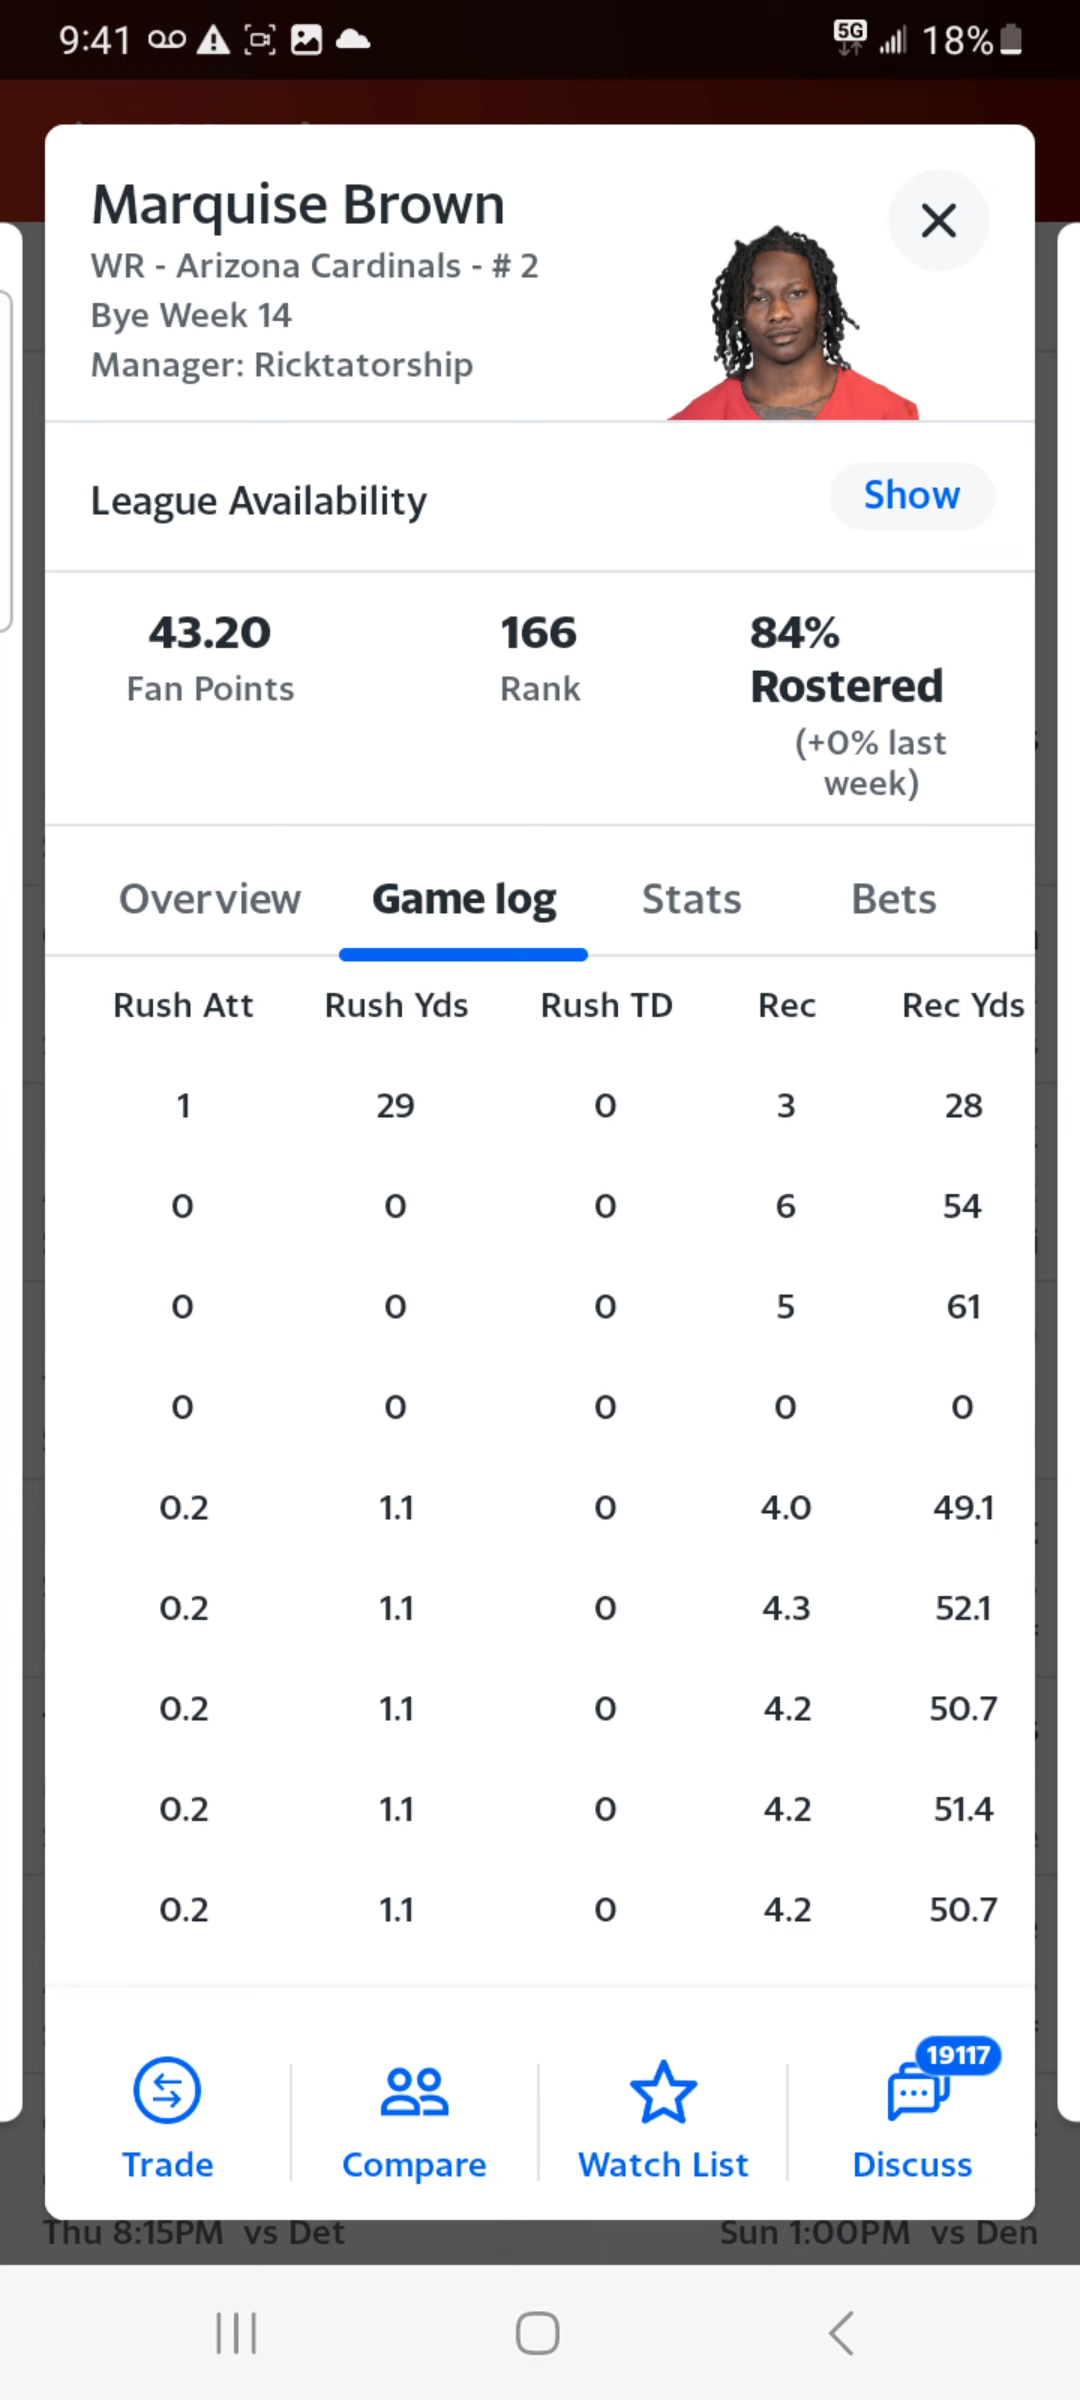 9:41 5G 18%
Marquise Brown
WR - Arizona Cardinals - # 2
Bye Week 14
Manager: Ricktatorship
League Availability Show
43.20 166 84%
Fan Points Rank Rostered
(+0% last
week)
Overview Game log Stats Bets
Rush Att Rush Yds Rush TD Rec Rec Yds
1 29 0 3 28
0 0 0 6 54
0 0 0 5 61
0 0 0 0 0
0.2 1.1 0 4.0 49.1
0.2 1.1 0 4.3 52.1
0.2 1.1 0 4.2 50.7
0.2 1.1 0 4.2 51.4
0.2 1.1 0 4.2 50.7
19117
Trade Compare Watch List Discuss
Thu 8:15PM vs Det Sun 1:00PM vs Den